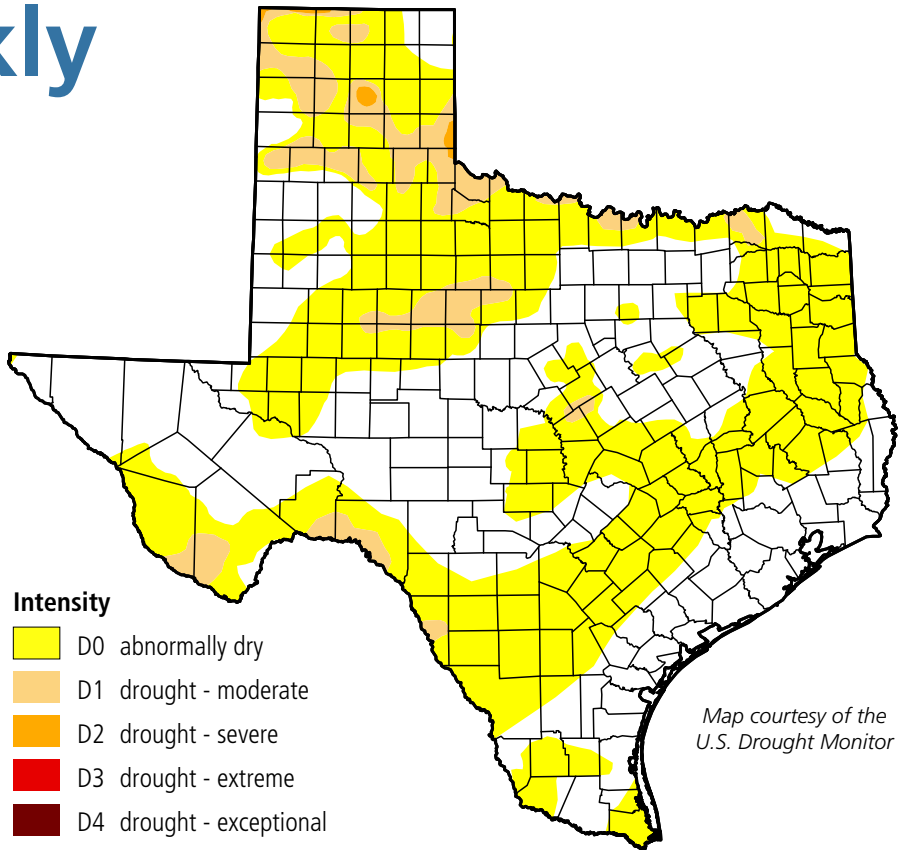 kly
Intensity
D0 abnormally dry
D1 drought - moderate
D2 drought - severe
D3 drought - extreme
D4 drought - exceptional
Map courtesy of the
U.S. Drought Monitor